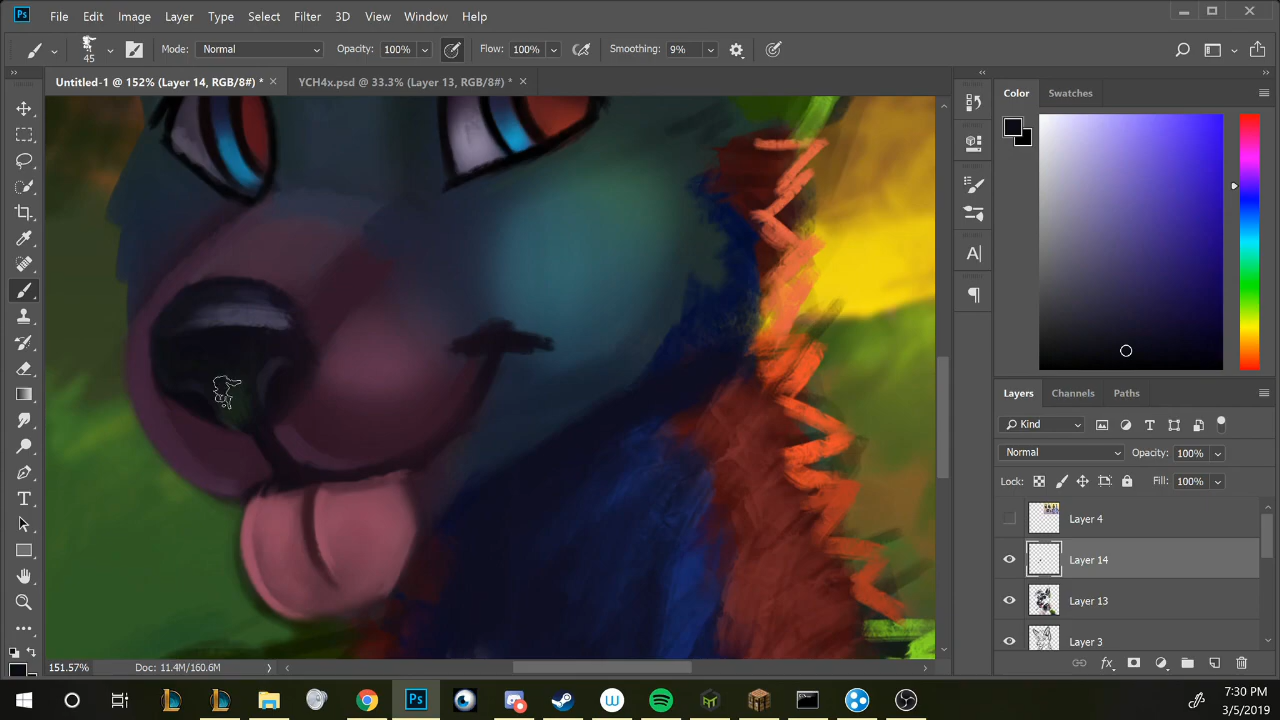 Ps File Edit Image Layer Type Select Filter 3D View Window Help
45 Mode: Normal Opacity: 100% Flow: 100% Smoothing: 9%
Untitled-1 @ 152% (Layer 14, RGB/8#) * × YCH4x.psd @ 33.3% (Layer 13, RGB/8#) * ×
Color Swatches
Layers Channels Paths
Kind
Normal Opacity: 100%
Lock: Fill: 100%
Layer 4
Layer 14
Layer 13
Layer 3
151.57% Doc: 11.4M/160.6M
Ps
7:30 PM
3/5/2019